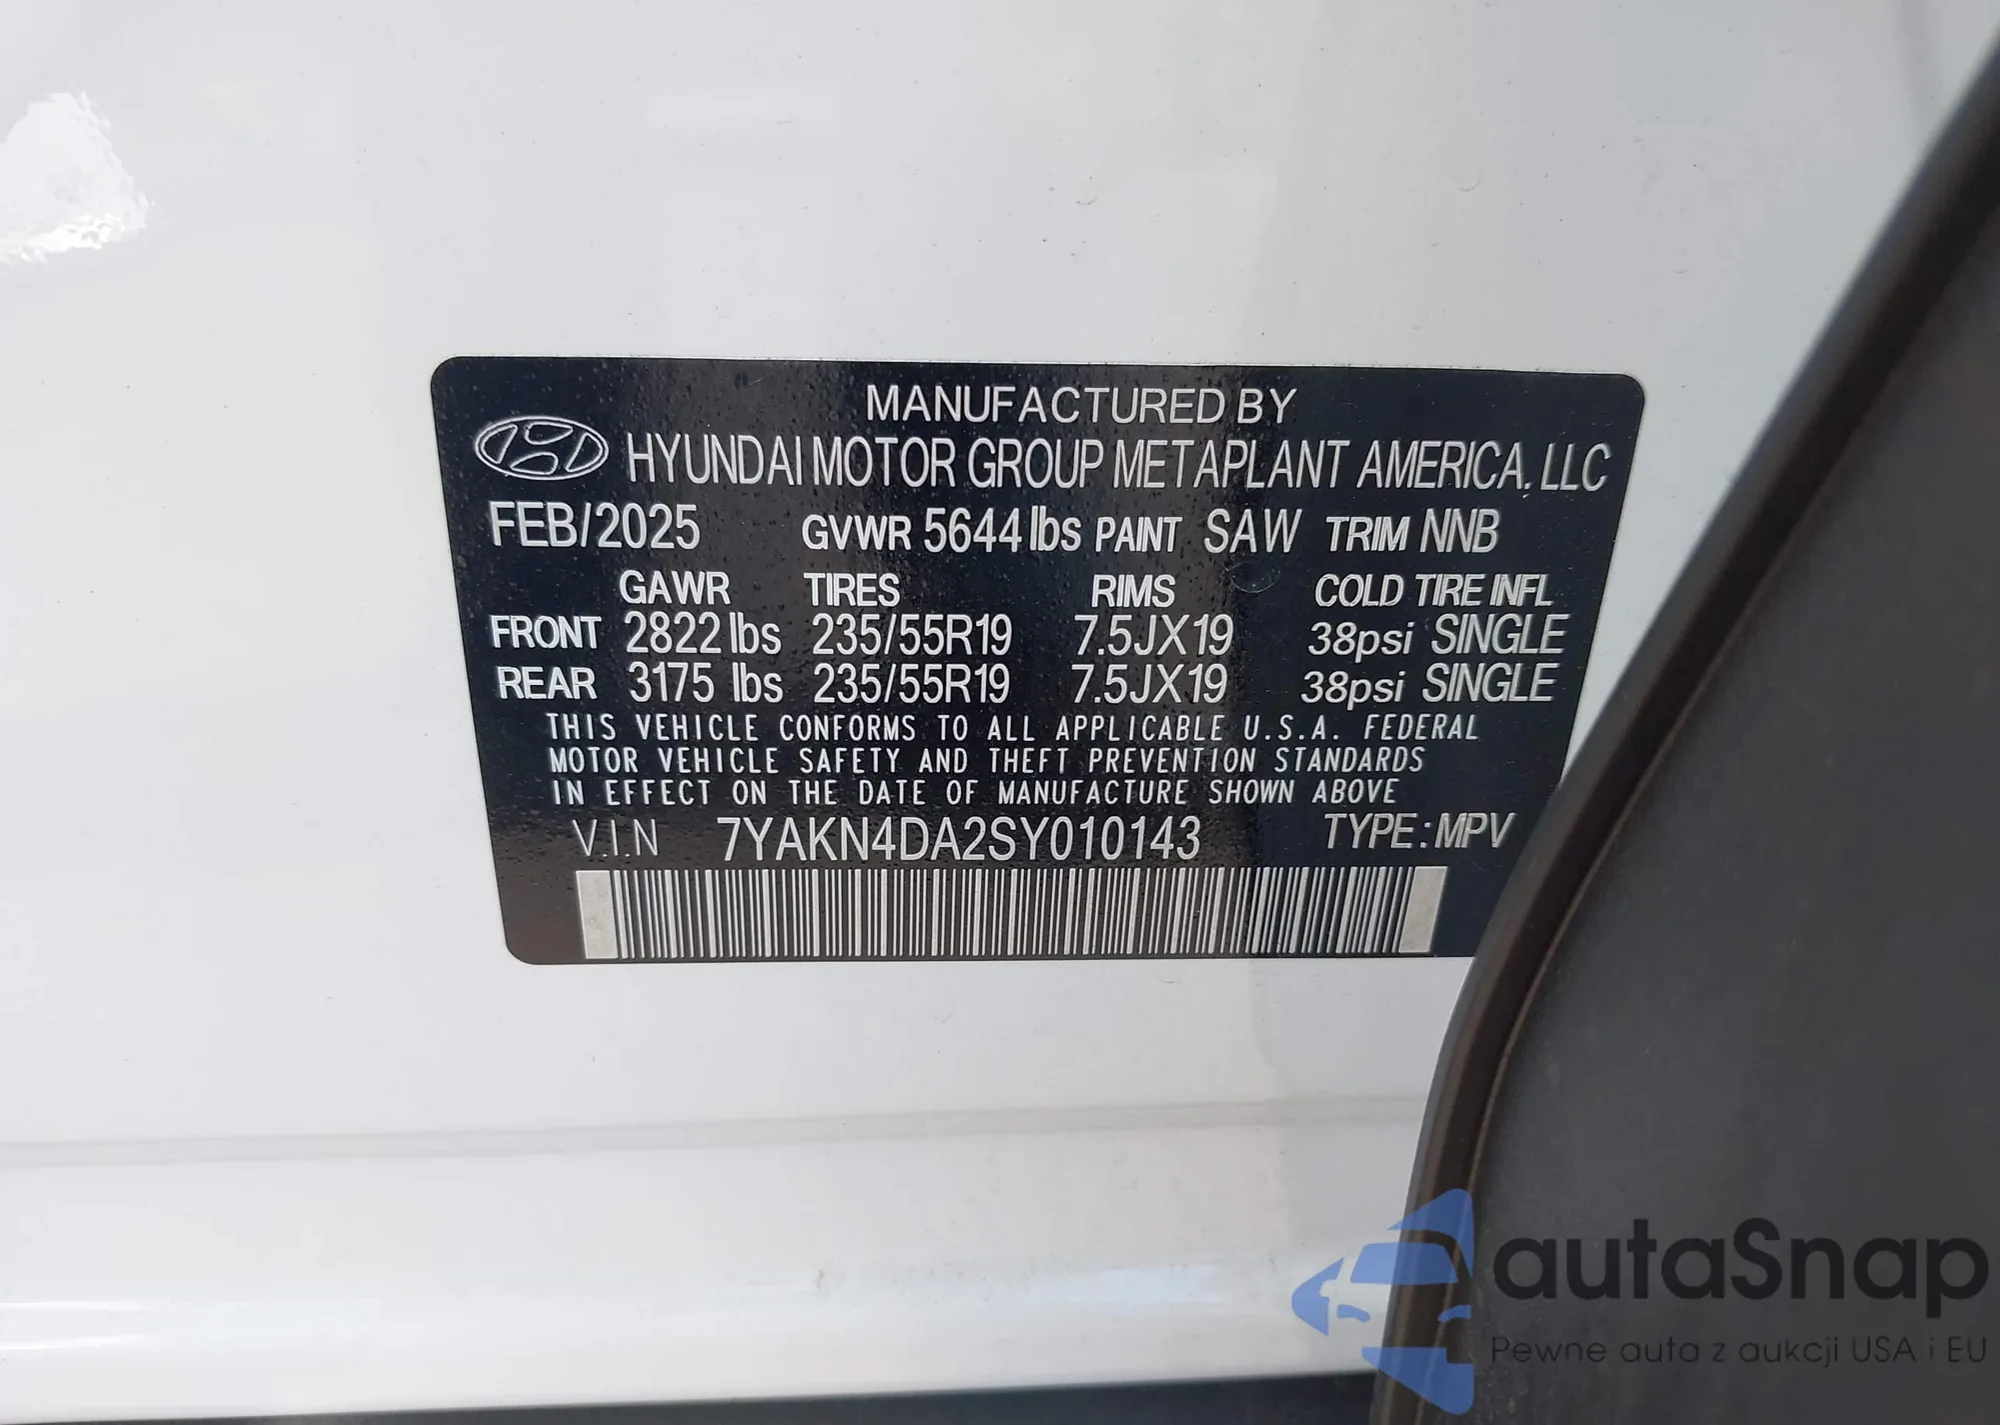 MANUFACTURED BY
HYUNDAI MOTOR GROUP METAPLANT AMERICA, LLC
FEB/2025 GVWR 5644 lbs PAINT SAW TRIM NNB
GAWR TIRES RIMS COLD TIRE INFL
FRONT 2822 lbs 235/55R19 7.5JX19 38psi SINGLE
REAR 3175 lbs 235/55R19 7.5JX19 38psi SINGLE
THIS VEHICLE CONFORMS TO ALL APPLICABLE U.S.A. FEDERAL
MOTOR VEHICLE SAFETY AND THEFT PREVENTION STANDARDS
IN EFFECT ON THE DATE OF MANUFACTURE SHOWN ABOVE
V.I.N 7YAKN4DA2SY010143 TYPE: MPV
autaSnap
Pewne auta z aukcji USA i EU